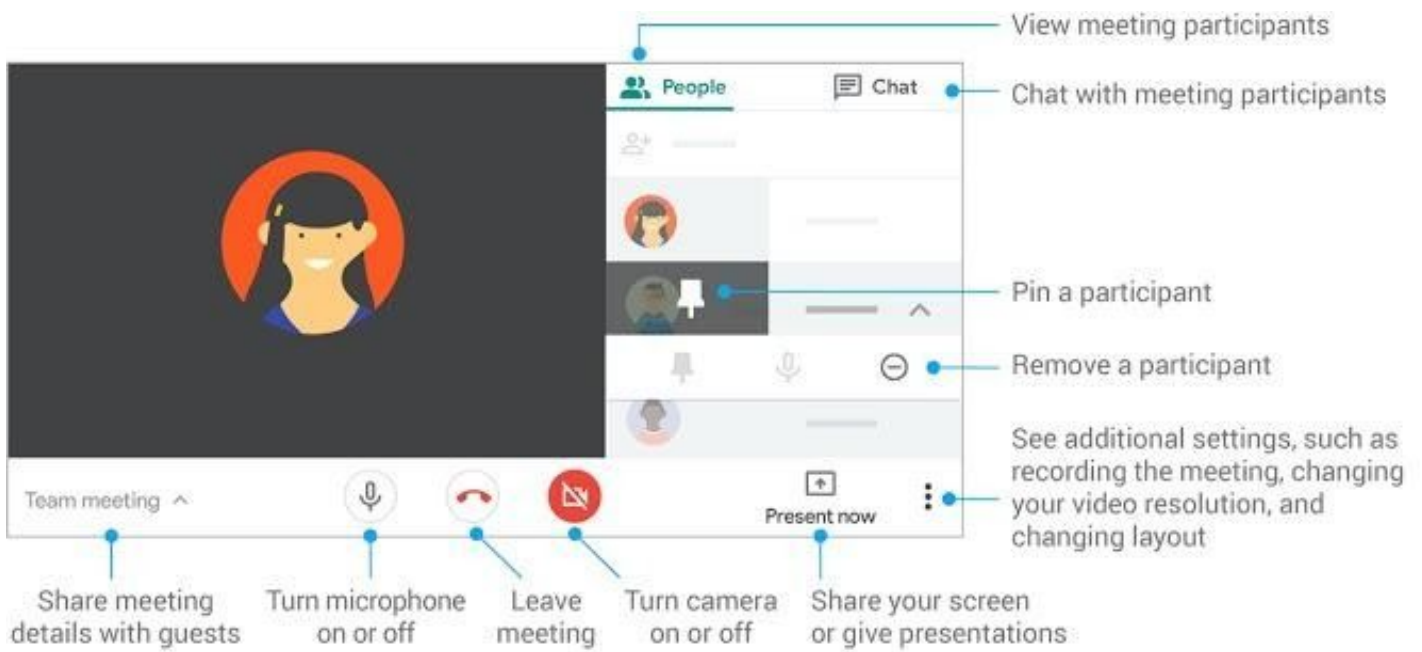 View meeting participants
People
Chat
Chat with meeting participants
Pin a participant
Remove a participant
See additional settings, such as
recording the meeting, changing
your video resolution, and
changing layout
Team meeting
Present now
Share meeting
details with guests
Turn microphone
on or off
Leave
meeting
Turn camera
on or off
Share your screen
or give presentations